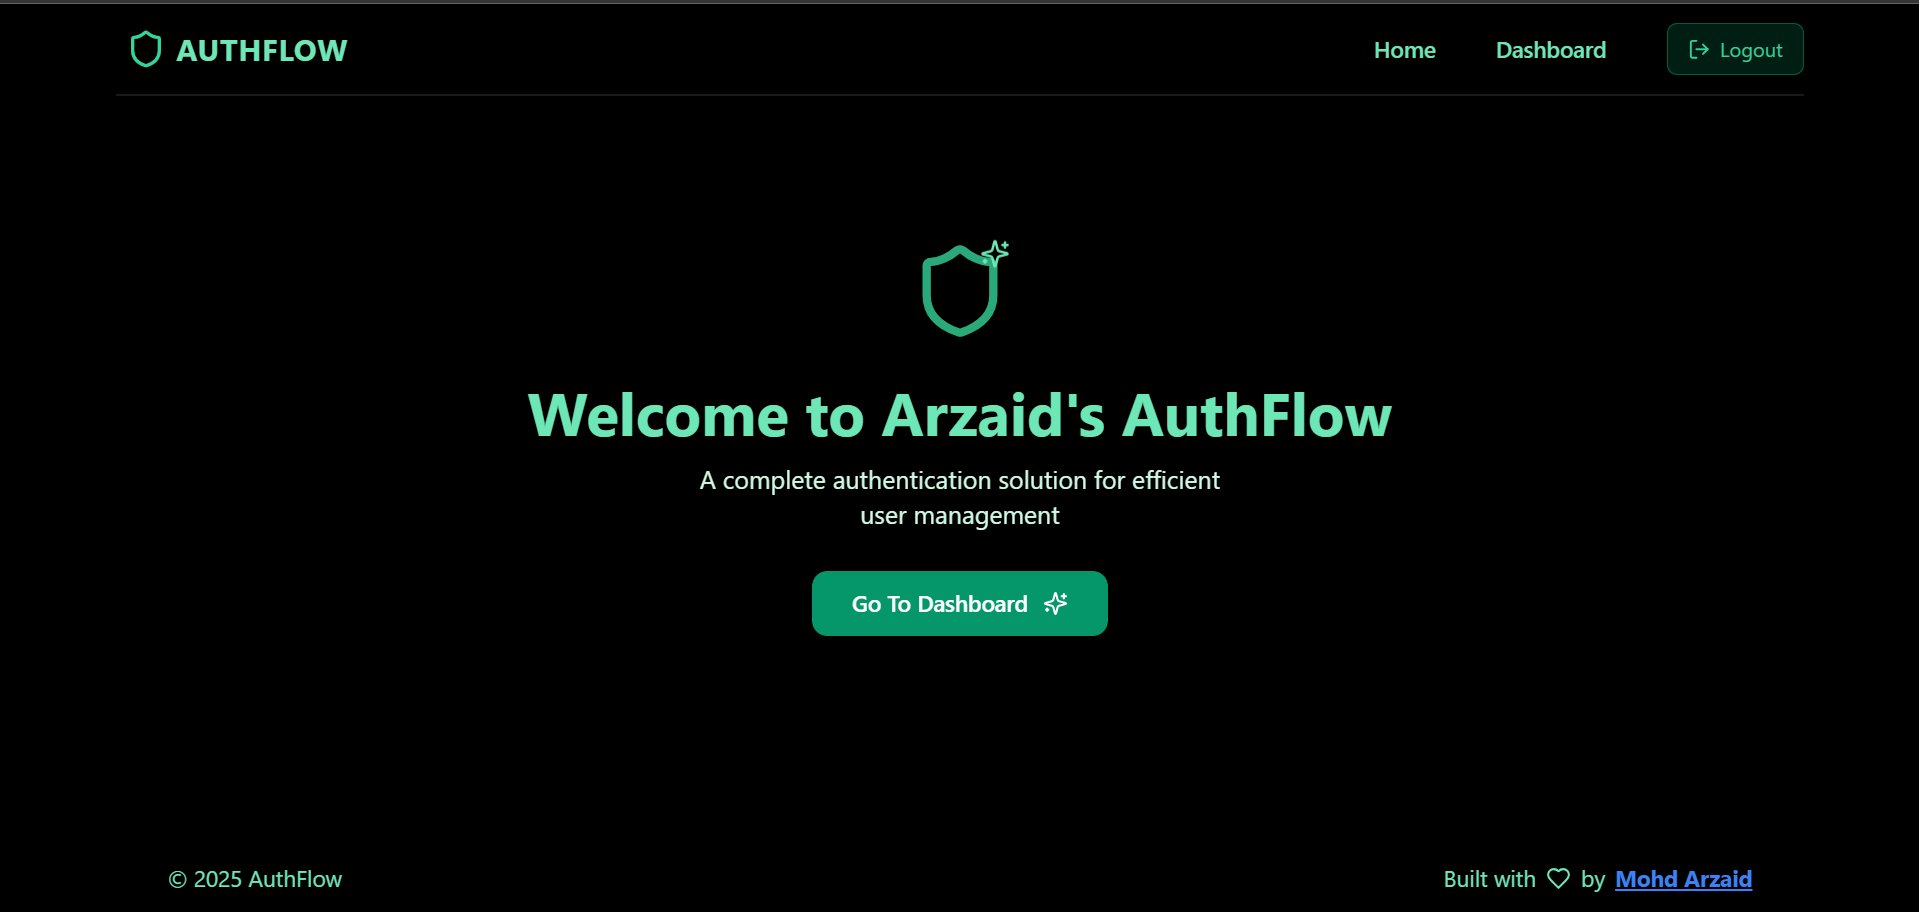 AUTHFLOW
Home
Dashboard
Logout
Welcome to Arzaid's AuthFlow
A complete authentication solution for efficient
user management
Go To Dashboard
© 2025 AuthFlow
Built with by Mohd Arzaid